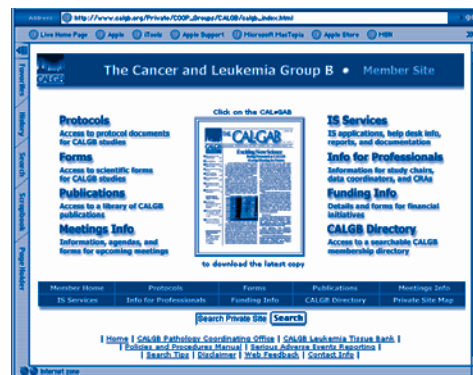 Address http://www.calgb.org/Private/COOP_Groups/CALGB/calgb_index.html
Live Home Page Apple iTools Apple Support Microsoft MacTopia Apple Store MSN
Favorites
History
Search
Scrapbook
Page Holder
CALGB
The Cancer and Leukemia Group B • Member Site
Protocols
Access to protocol documents
for CALGB studies
Forms
Access to scientific forms
for CALGB studies
Publications
Access to a library of CALGB
publications
Meetings Info
Information, agendas, and
forms for upcoming meetings
Click on the CAL•GAB
THE CAL•GAB
Exciting New Science
to download the latest copy
IS Services
IS applications, help desk info,
reports, and documentation
Info for Professionals
Information for study chairs,
data coordinators, and CRAs
Funding Info
Details and forms for financial
initiatives
CALGB Directory
Access to a searchable CALGB
membership directory
Member Home Protocols Forms Publications Meetings Info
IS Services Info for Professionals Funding Info CALGB Directory Private Site Map
Search Private Site Search
| Home | CALGB Pathology Coordinating Office | CALGB Leukemia Tissue Bank |
| Policies and Procedures Manual | Serious Adverse Events Reporting |
| Search Tips | Disclaimer | Web Feedback | Contact Info |
Internet zone